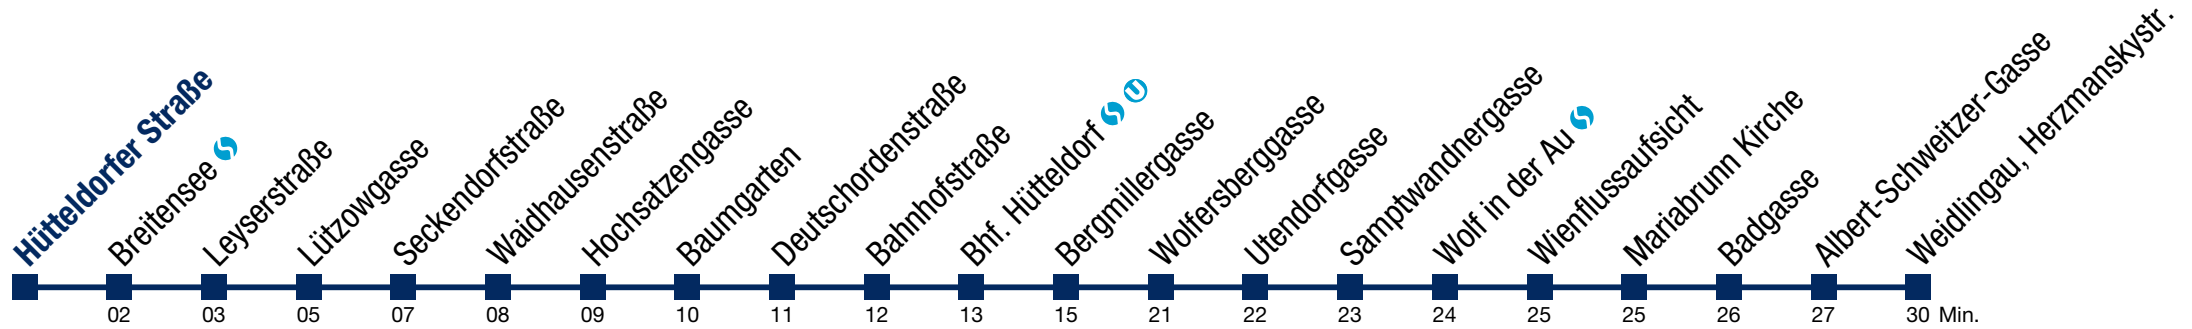 Hütteldorfer Straße
Breitensee
Leyserstraße
Lützowgasse
Seckendorfstraße
Waidhausenstraße
Hochsatzengasse
Baumgarten
Deutschordenstraße
Bahnhofstraße
Bhf. Hütteldorf U
Bergmillergasse
Wolfersberggasse
Utendorfgasse
Samptwandnergasse
Wolf in der Au
Wienflussaufsicht
Mariabrunn Kirche
Badgasse
Albert-Schweitzer-Gasse
Weidlingau, Herzmanskystr.
02 03 05 07 08 09 10 11 12 13 15 21 22 23 24 25 25 26 27 30 Min.